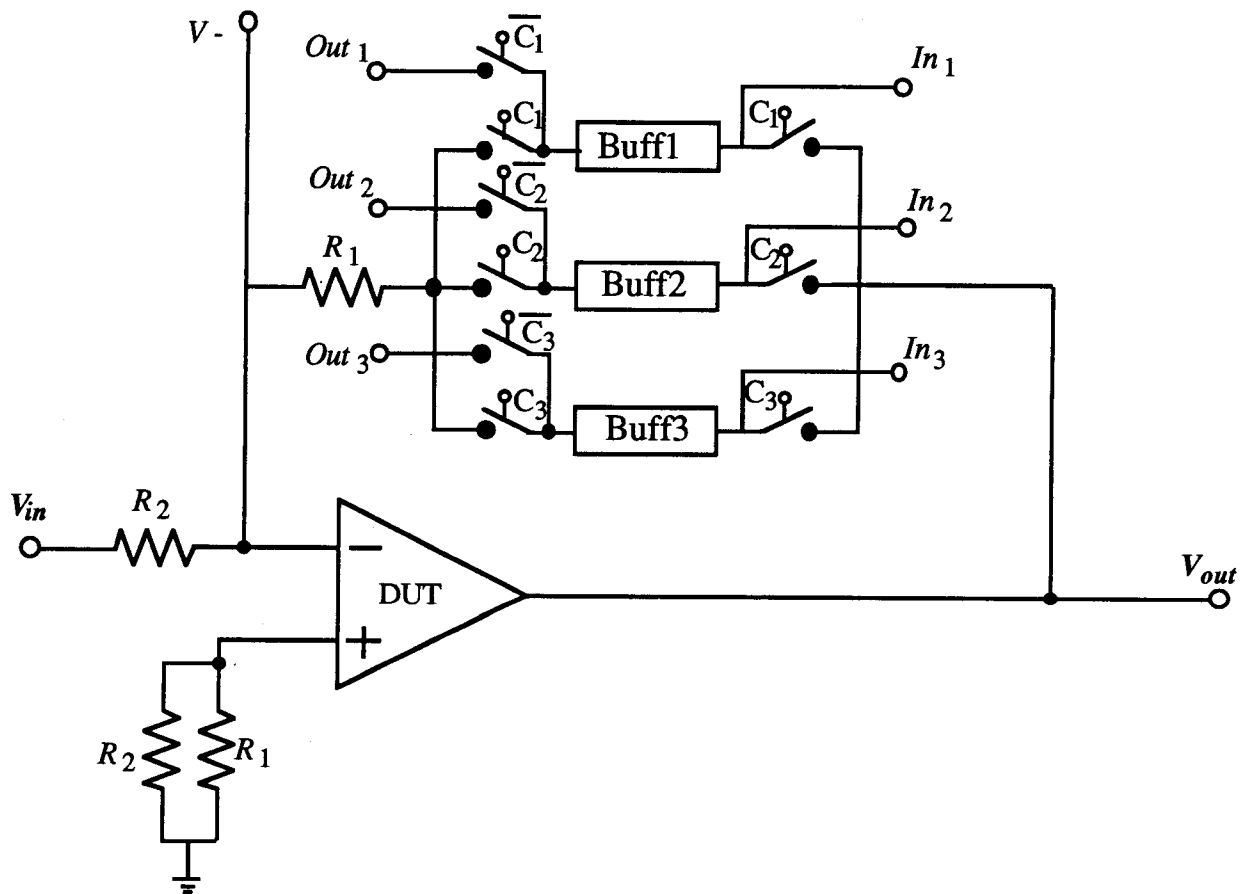 V-
Out 1
C̅1
In 1
C1
Buff1
C1
Out 2
C̅2
In 2
R1
C2
Buff2
C2
Out 3
C̅3
In 3
C3
Buff3
C3
Vin
R2
−
DUT
+
Vout
R2
R1